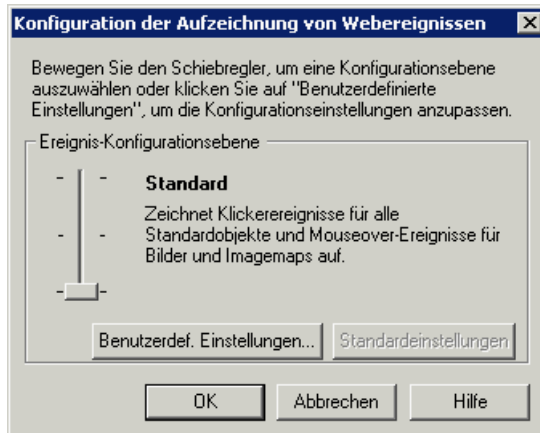 Konfiguration der Aufzeichnung von Webereignissen
Bewegen Sie den Schiebregler, um eine Konfigurationsebene
auszuwählen oder klicken Sie auf "Benutzerdefinierte
Einstellungen", um die Konfigurationseinstellungen anzupassen.
Ereignis-Konfigurationsebene
Standard
Zeichnet Klickerereignisse für alle
Standardobjekte und Mouseover-Ereignisse für
Bilder und Imagemaps auf.
Benutzerdef. Einstellungen...
Standardeinstellungen
OK
Abbrechen
Hilfe